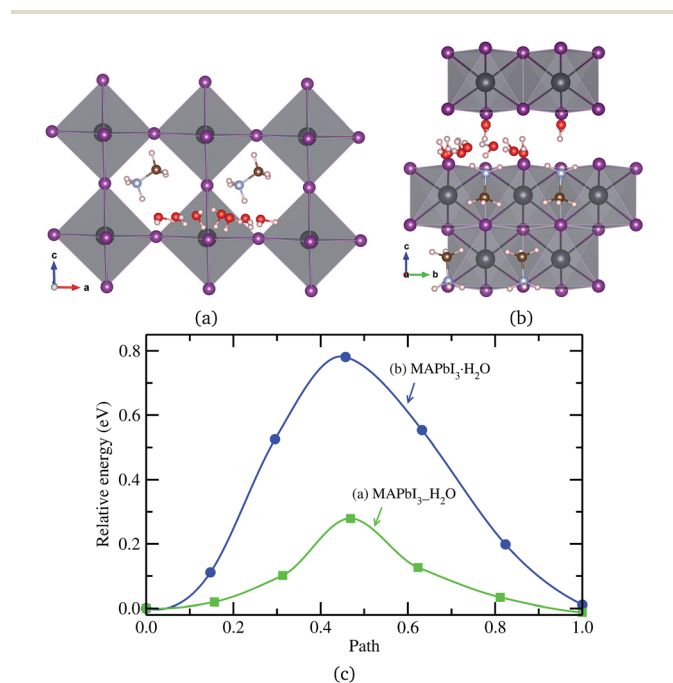 c
a
(a)
c
a
b
(b)
0.8
0.6
0.4
0.2
0.0
Relative energy (eV)
(b) MAPbI₃·H₂O
(a) MAPbI₃_H₂O
0.0 0.2 0.4 0.6 0.8 1.0
Path
(c)